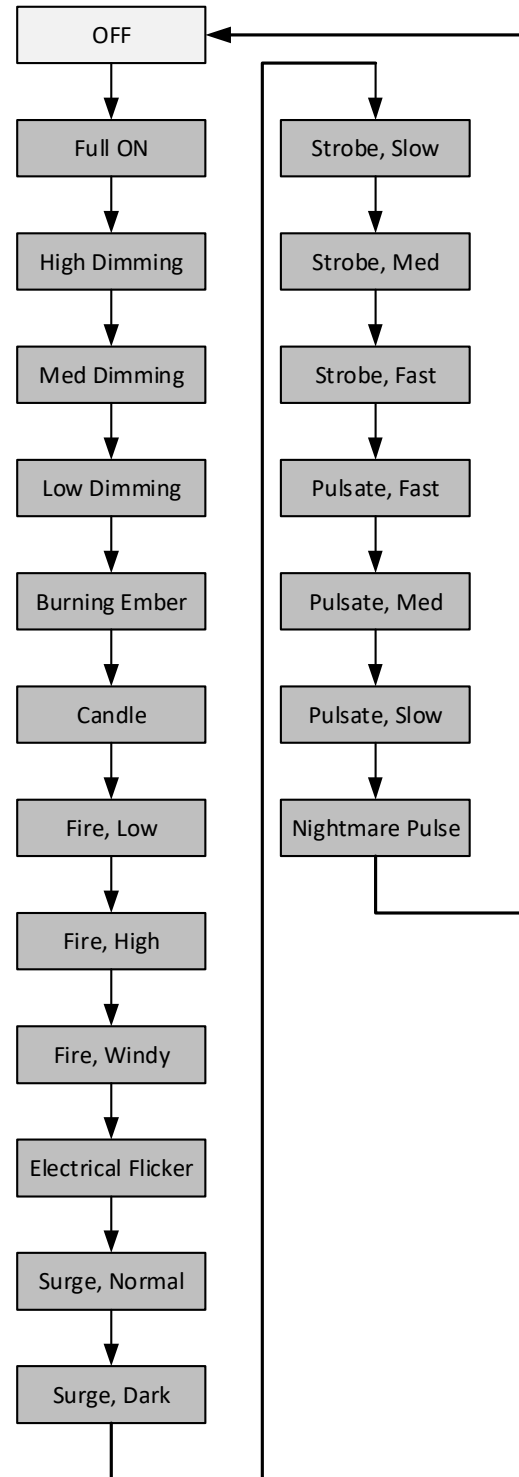 OFF
Full ON
High Dimming
Med Dimming
Low Dimming
Burning Ember
Candle
Fire, Low
Fire, High
Fire, Windy
Electrical Flicker
Surge, Normal
Surge, Dark
Strobe, Slow
Strobe, Med
Strobe, Fast
Pulsate, Fast
Pulsate, Med
Pulsate, Slow
Nightmare Pulse